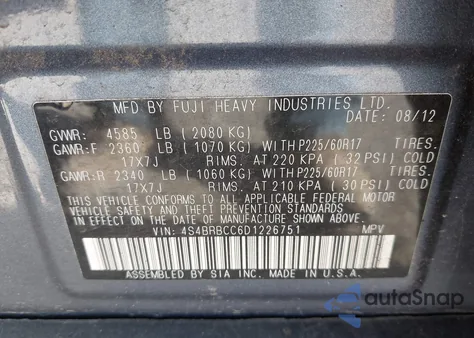 MFD BY FUJI HEAVY INDUSTRIES LTD.
DATE: 08/12
GVWR: 4585 LB ( 2080 KG)
GAWR:F 2360 LB ( 1070 KG) WITH P225/60R17 TIRES.
17X7J RIMS. AT 220 KPA ( 32 PSI) COLD
GAWR:R 2340 LB ( 1060 KG) WITH P225/60R17 TIRES.
17X7J RIMS. AT 210 KPA ( 30 PSI) COLD
THIS VEHICLE CONFORMS TO ALL APPLICABLE FEDERAL MOTOR
VEHICLE SAFETY AND THEFT PREVENTION STANDARDS
IN EFFECT ON THE DATE OF MANUFACTURE SHOWN ABOVE.
VIN: 4S4BRBCC6D1226751 MPV
ASSEMBLED BY SIA INC. MADE IN U.S.A.
autoSnap